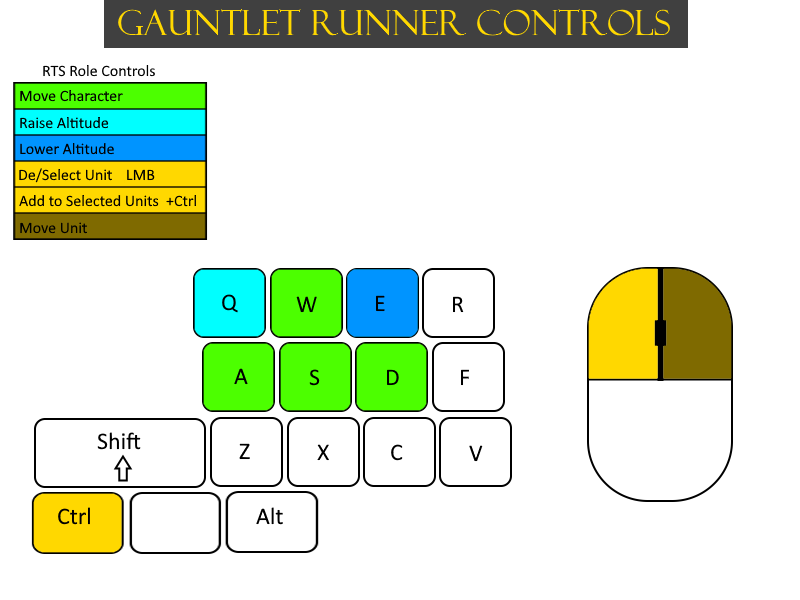 GAUNTLET RUNNER CONTROLS
RTS Role Controls
Move Character
Raise Altitude
Lower Altitude
De/Select Unit LMB
Add to Selected Units +Ctrl
Move Unit
Q W E R
A S D F
Shift Z X C V
Ctrl Alt